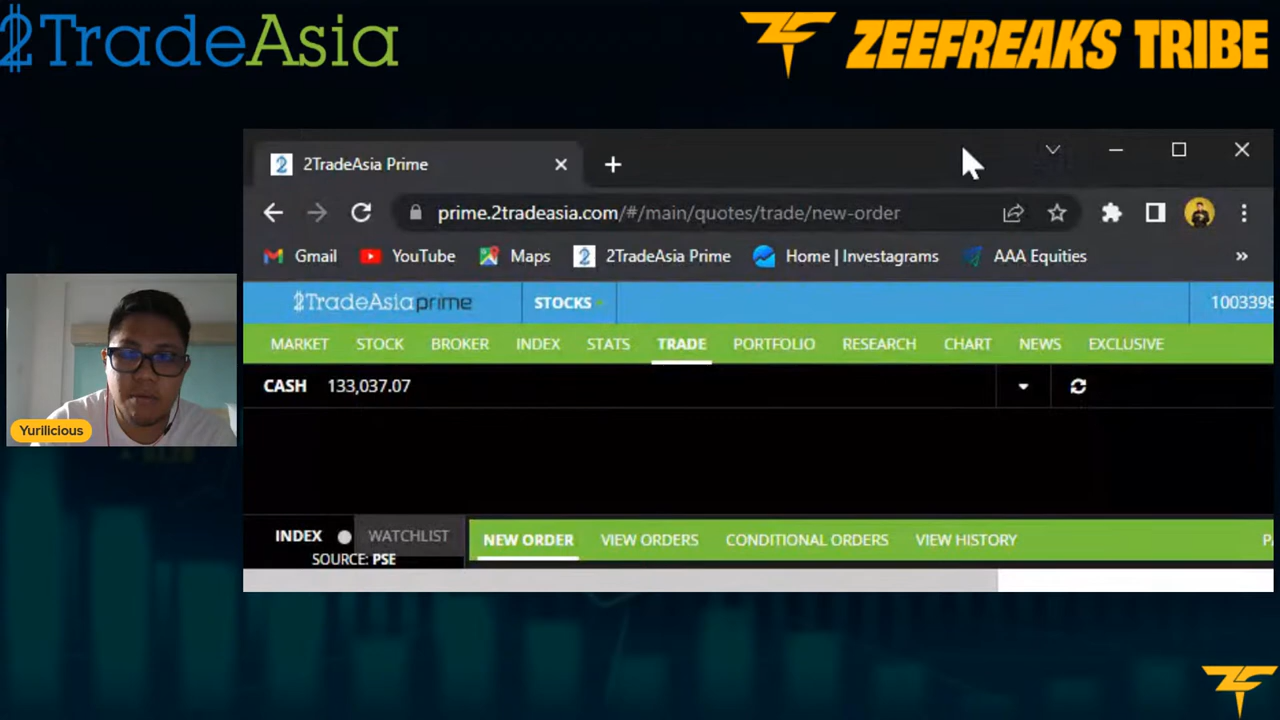 2TradeAsia
ZEEFREAKS TRIBE
2TradeAsia Prime
prime.2tradeasia.com/#/main/quotes/trade/new-order
Gmail YouTube Maps 2TradeAsia Prime Home | Investagrams AAA Equities »
2TradeAsia prime STOCKS 1003398
MARKET STOCK BROKER INDEX STATS TRADE PORTFOLIO RESEARCH CHART NEWS EXCLUSIVE
CASH 133,037.07
Yurilicious
INDEX WATCHLIST NEW ORDER VIEW ORDERS CONDITIONAL ORDERS VIEW HISTORY
SOURCE: PSE